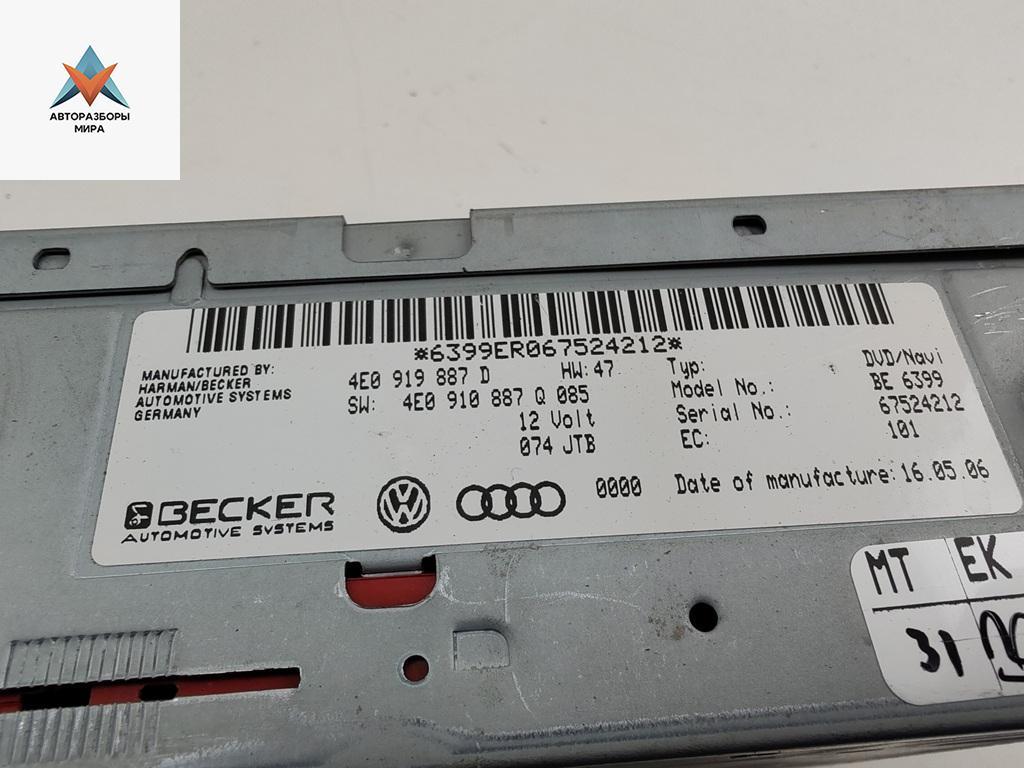 АВТОРАЗБОРЫ
МИРА
*6399ER067524212*
MANUFACTURED BY:
HARMAN/BECKER
AUTOMOTIVE SYSTEMS
GERMANY
4E0 919 887 D HW:47
SW: 4E0 910 887 Q 085
12 Volt
074 JTB
Typ: DVD/Navi
Model No.: BE 6399
Serial No.: 67524212
EC: 101
BECKER
AUTOMOTIVE SYSTEMS
0000 Date of manufacture: 16.05.06
MT EK
31